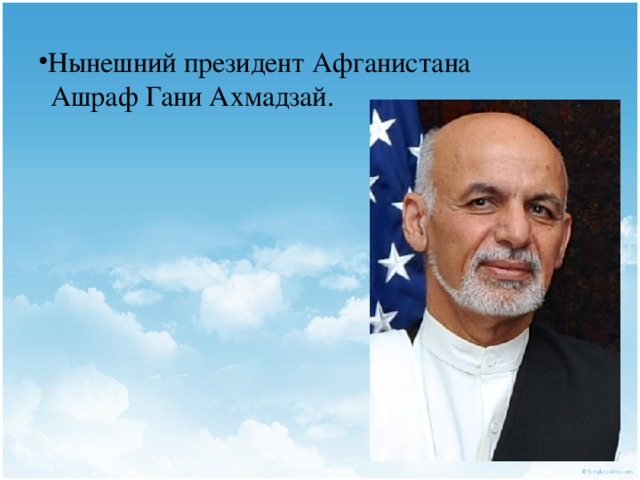 •Нынешний президент Афганистана
Ашраф Гани Ахмадзай.